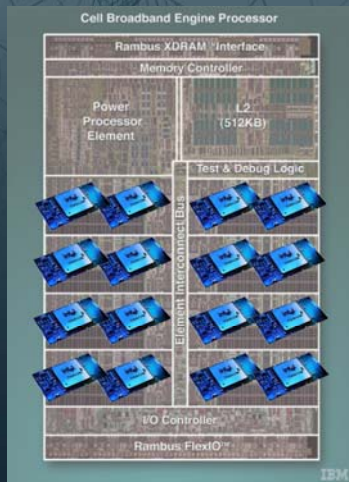 Cell Broadband Engine Processor
Rambus XDRAM™ Interface
Memory Controller
Power
Processor
Element
L2
(512KB)
Test & Debug Logic
Element Interconnect Bus
I/O Controller
Rambus FlexIO™
IBM